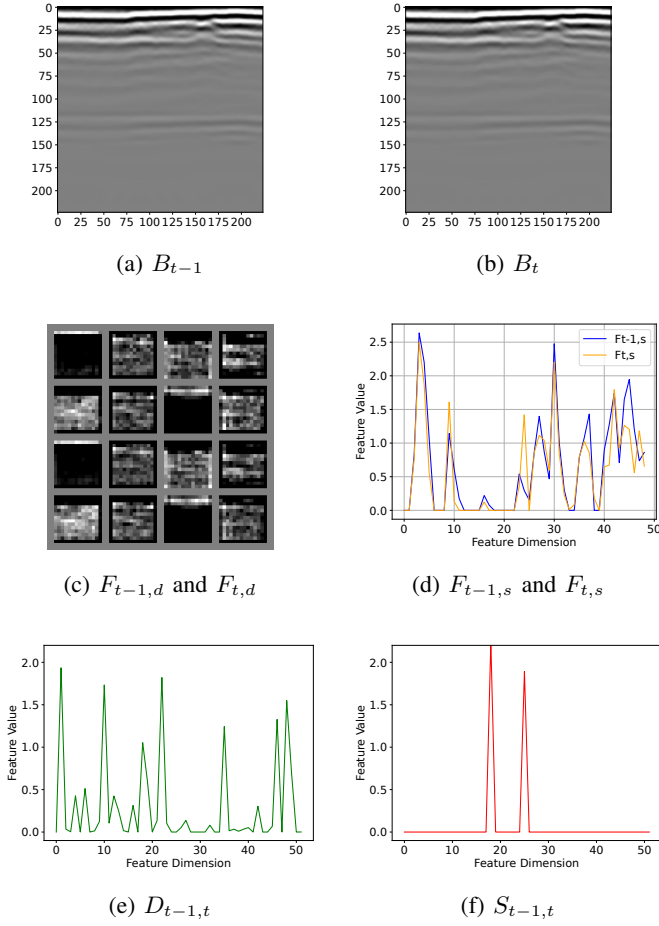 0
25
50
75
100
125
150
175
200
0 25 50 75 100 125 150 175 200
(a) B_{t−1}
0
25
50
75
100
125
150
175
200
0 25 50 75 100 125 150 175 200
(b) B_t
(c) F_{t−1,d} and F_{t,d}
Ft-1,s
Ft,s
Feature Value
2.5
2.0
1.5
1.0
0.5
0.0
0 10 20 30 40 50
Feature Dimension
(d) F_{t−1,s} and F_{t,s}
Feature Value
2.0
1.5
1.0
0.5
0.0
0 10 20 30 40 50
Feature Dimension
(e) D_{t−1,t}
Feature Value
2.0
1.5
1.0
0.5
0.0
0 10 20 30 40 50
Feature Dimension
(f) S_{t−1,t}